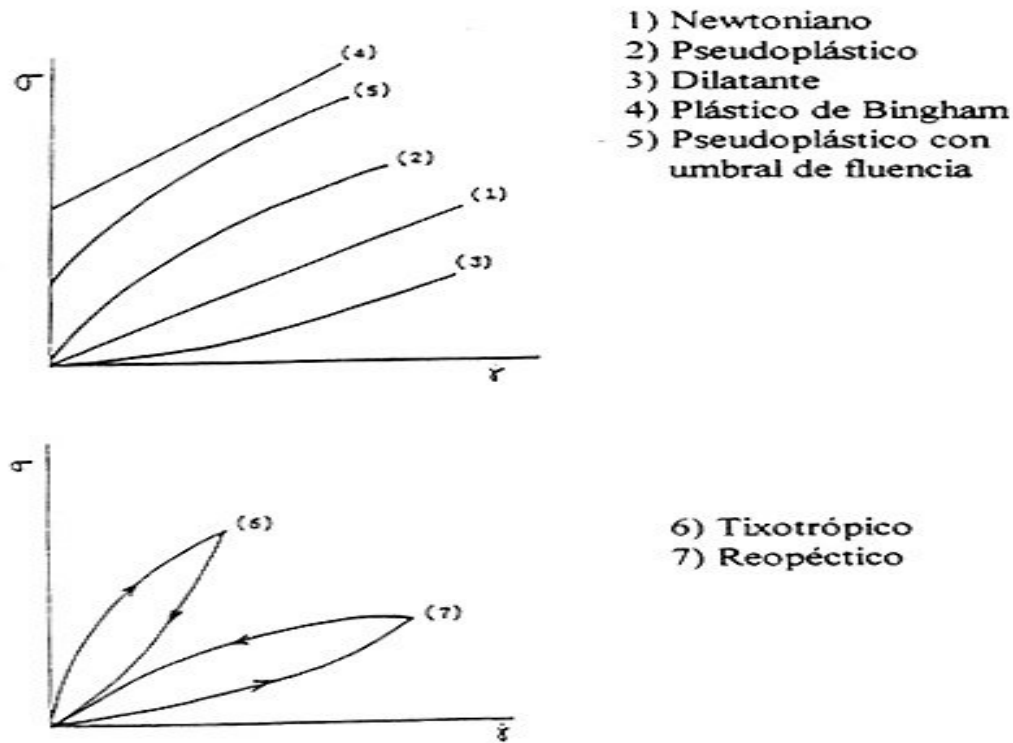 1) Newtoniano
2) Pseudoplástico
3) Dilatante
4) Plástico de Bingham
5) Pseudoplástico con
umbral de fluencia
σ
(4)
(5)
(2)
(1)
(3)
γ̇
σ
(6)
(7)
γ̇
6) Tixotrópico
7) Reopéctico